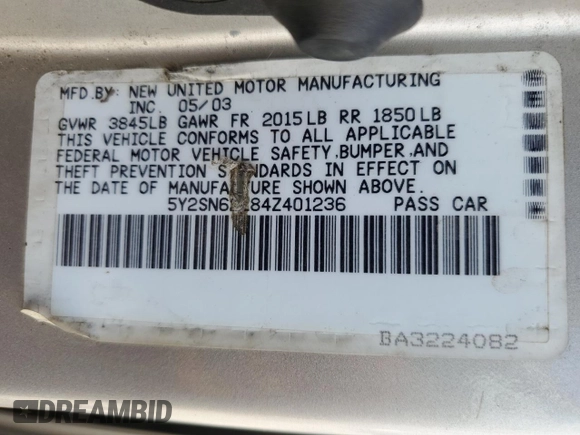 MFD.BY: NEW UNITED MOTOR MANUFACTURING
INC. 05/03
GVWR 3845LB GAWR FR 2015LB RR 1850LB
THIS VEHICLE CONFORMS TO ALL APPLICABLE
FEDERAL MOTOR VEHICLE SAFETY,BUMPER,AND
THEFT PREVENTION STANDARDS IN EFFECT ON
THE DATE OF MANUFACTURE SHOWN ABOVE.
PASS CAR
BA3224082
DREAMBID